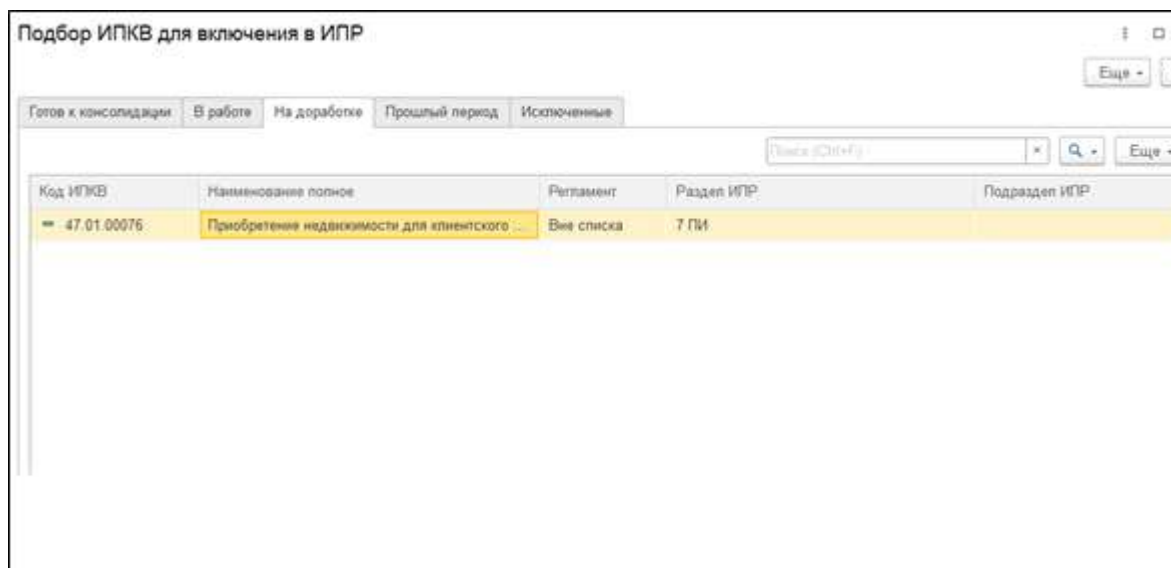 Подбор ИПКВ для включения в ИПР
Еще
Готов к консолидации В работе На доработке Прошлый период Исключенные
Поиск (Ctrl+F) × Еще
Код ИПКВ Наименование полное Регламент Раздел ИПР Подраздел ИПР
47.01.00076 Приобретение недвижимости для клиентского ... Вне списка 7 ПИ